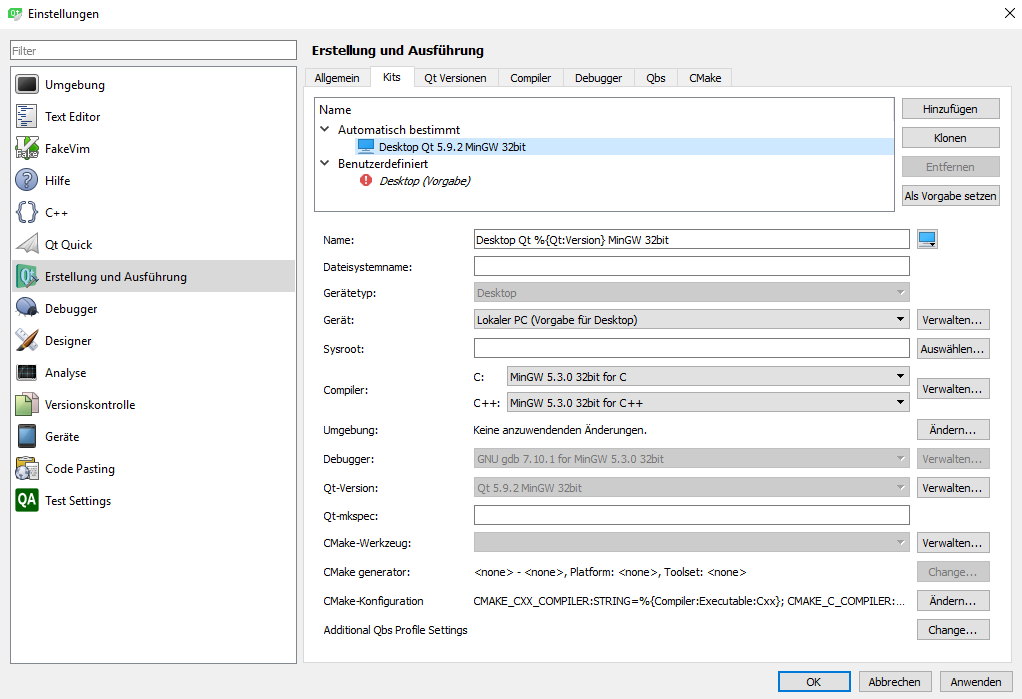 Einstellungen
Filter
Umgebung
Text Editor
FakeVim
Hilfe
C++
Qt Quick
Erstellung und Ausführung
Debugger
Designer
Analyse
Versionskontrolle
Geräte
Code Pasting
QA Test Settings
Erstellung und Ausführung
Allgemein Kits Qt Versionen Compiler Debugger Qbs CMake
Name
Automatisch bestimmt
Desktop Qt 5.9.2 MinGW 32bit
Benutzerdefiniert
Desktop (Vorgabe)
Hinzufügen
Klonen
Entfernen
Als Vorgabe setzen
Name: Desktop Qt %{Qt:Version} MinGW 32bit
Dateisystemname:
Gerätetyp: Desktop
Gerät: Lokaler PC (Vorgabe für Desktop) Verwalten...
Sysroot: Auswählen...
Compiler: C: MinGW 5.3.0 32bit for C
C++: MinGW 5.3.0 32bit for C++ Verwalten...
Umgebung: Keine anzuwendenden Änderungen. Ändern...
Debugger: GNU gdb 7.10.1 for MinGW 5.3.0 32bit Verwalten...
Qt-Version: Qt 5.9.2 MinGW 32bit Verwalten...
Qt-mkspec:
CMake-Werkzeug: Verwalten...
CMake generator: <none> - <none>, Platform: <none>, Toolset: <none> Change...
CMake-Konfiguration CMAKE_CXX_COMPILER:STRING=%{Compiler:Executable:Cxx}; CMAKE_C_COMPILER:... Ändern...
Additional Qbs Profile Settings Change...
OK Abbrechen Anwenden